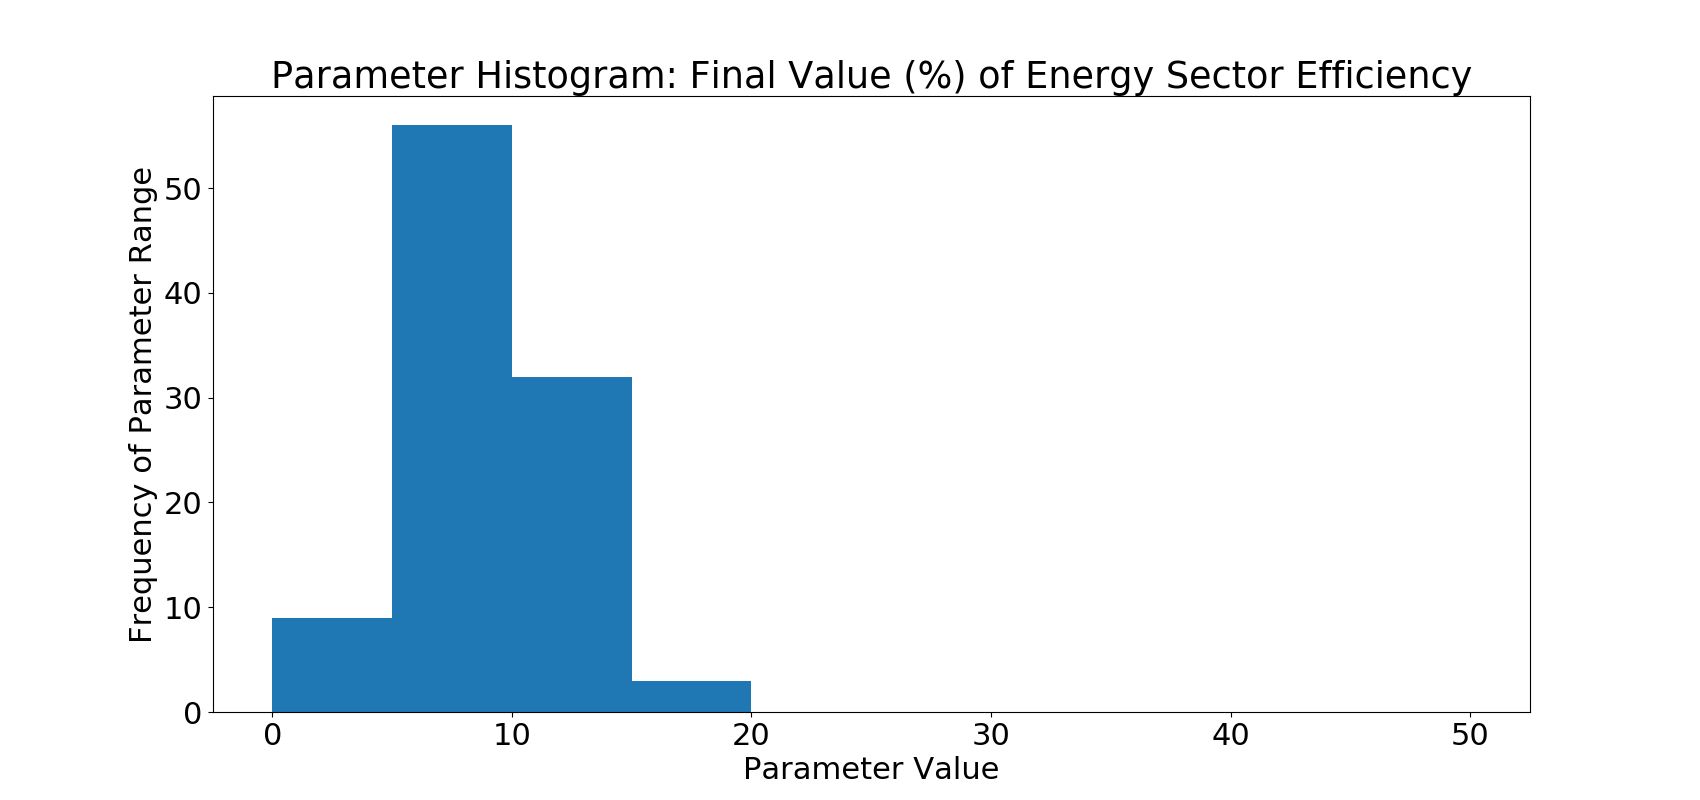 Parameter Histogram: Final Value (%) of Energy Sector Efficiency
Frequency of Parameter Range
50
40
30
20
10
0
0 10 20 30 40 50
Parameter Value